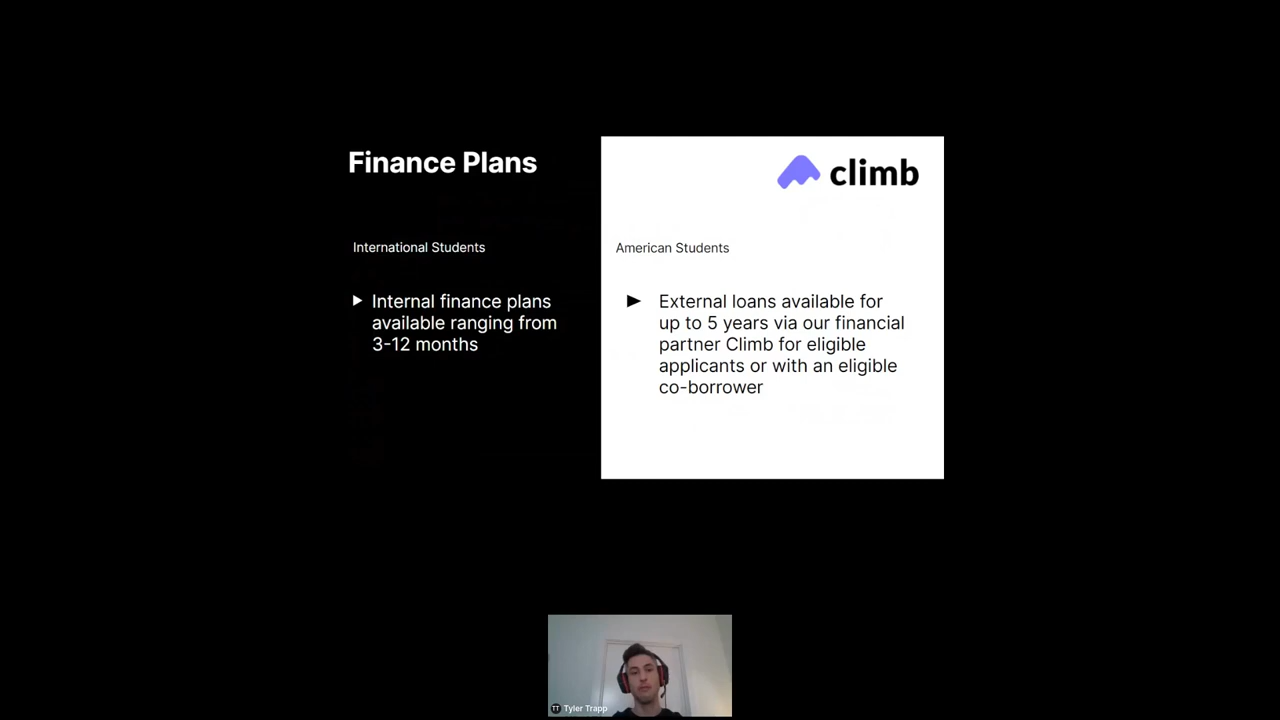 Finance Plans
climb
International Students
► Internal finance plans
available ranging from
3-12 months
American Students
► External loans available for
up to 5 years via our financial
partner Climb for eligible
applicants or with an eligible
co-borrower
TT Tyler Trapp